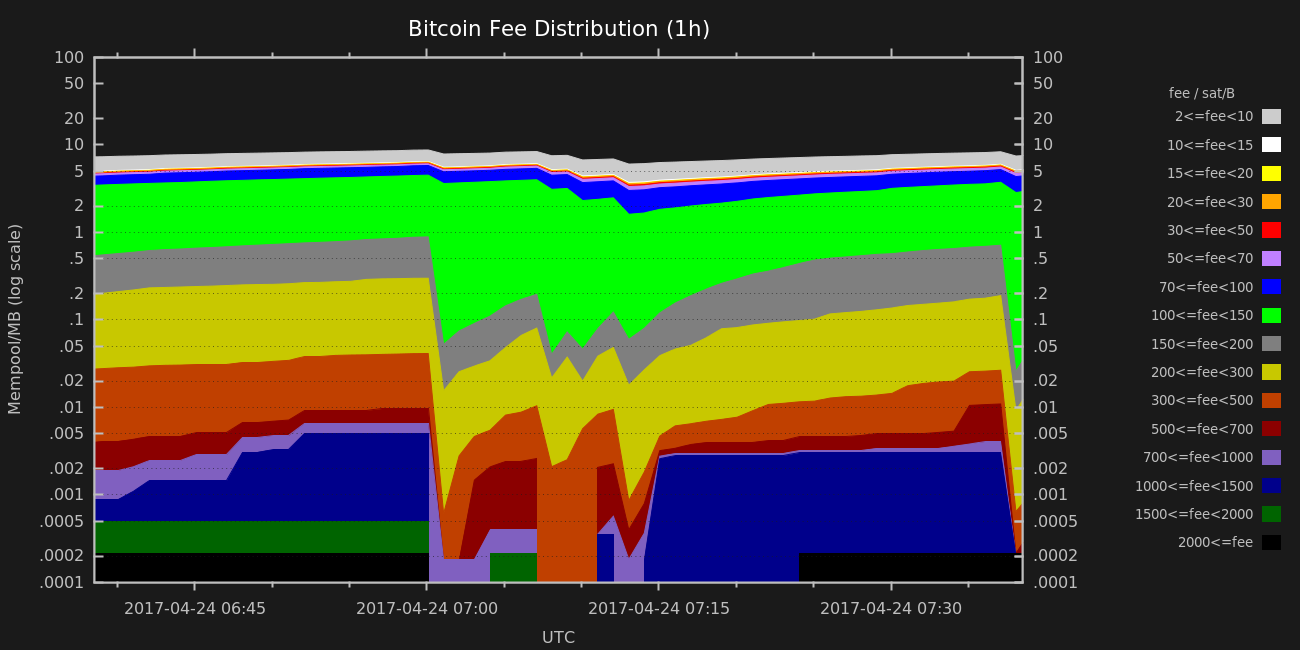 Bitcoin Fee Distribution (1h)
100 100
50 50
20 20
10 10
5 5
2 2
1 1
.5 .5
.2 .2
.1 .1
.05 .05
.02 .02
.01 .01
.005 .005
.002 .002
.001 .001
.0005 .0005
.0002 .0002
.0001 .0001
Mempool/MB (log scale)
2017-04-24 06:45 2017-04-24 07:00 2017-04-24 07:15 2017-04-24 07:30
UTC
fee / sat/B
2<=fee<10
10<=fee<15
15<=fee<20
20<=fee<30
30<=fee<50
50<=fee<70
70<=fee<100
100<=fee<150
150<=fee<200
200<=fee<300
300<=fee<500
500<=fee<700
700<=fee<1000
1000<=fee<1500
1500<=fee<2000
2000<=fee